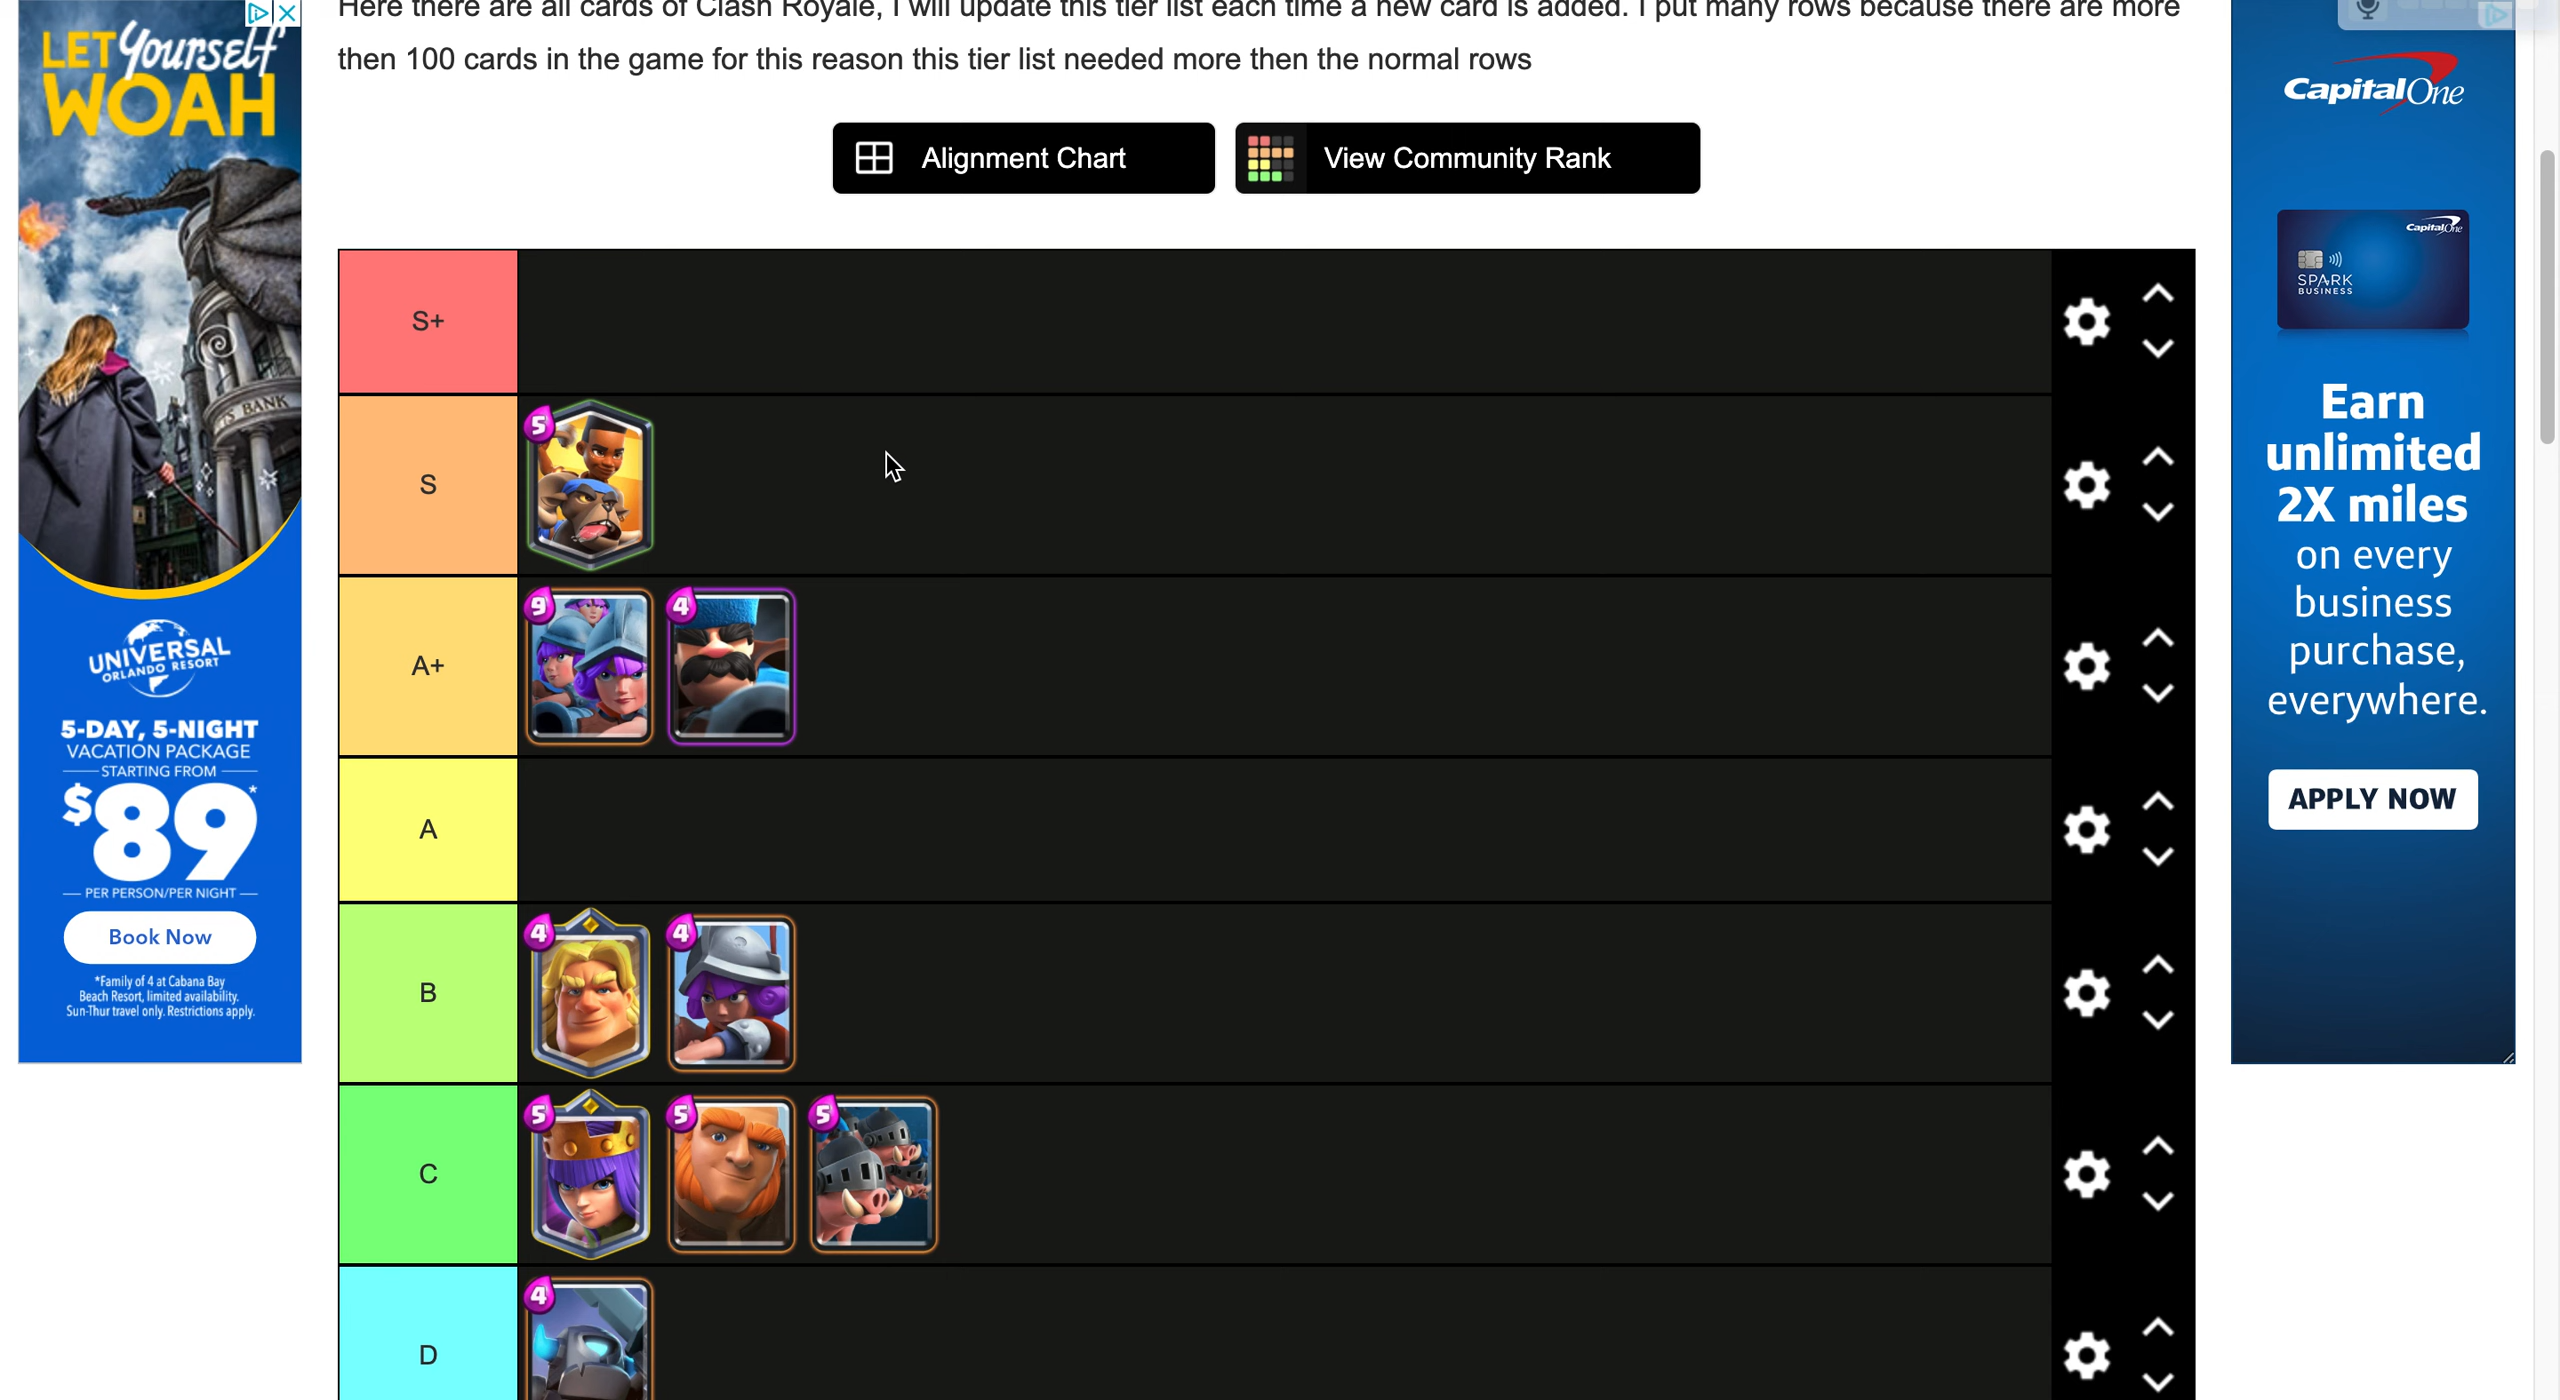 Here there are all cards of Clash Royale, I will update this tier list each time a new card is added. I put many rows because there are more
then 100 cards in the game for this reason this tier list needed more then the normal rows
Alignment Chart
View Community Rank
S+
S
5
A+
9
4
A
B
4
4
C
5
5
5
D
4
LET Yourself
WOAH
BANK
UNIVERSAL
ORLANDO RESORT
5-DAY, 5-NIGHT
VACATION PACKAGE
STARTING FROM
$89*
PER PERSON/PER NIGHT
Book Now
*Family of 4 at Cabana Bay
Beach Resort, limited availability.
Sun-Thur travel only. Restrictions apply.
Capital One
Capital One
SPARK
BUSINESS
Earn
unlimited
2X miles
on every
business
purchase,
everywhere.
APPLY NOW